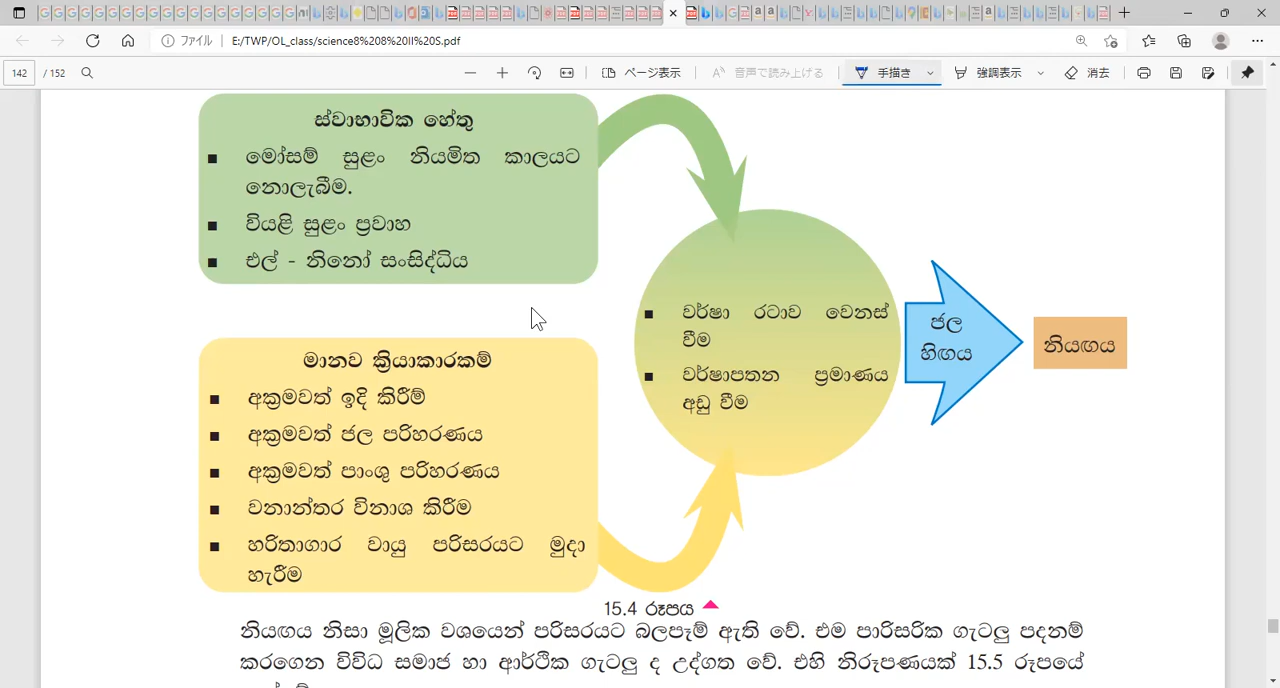 ファイル
E:/TWP/OL_class/science8%208%20II%20S.pdf
142 / 152
ページ表示
音声で読み上げる
手描き
強調表示
消去
ස්වාභාවික හේතු
මෝසම් සුළං නියමිත කාලයට
නොලැබීම.
වියළි සුළං ප්‍රවාහ
එල් - නිනෝ සංසිද්ධිය
මානව ක්‍රියාකාරකම්
අක්‍රමවත් ඉදි කිරීම්
අක්‍රමවත් ජල පරිහරණය
අක්‍රමවත් පාංශු පරිහරණය
වනාන්තර විනාශ කිරීම
හරිතාගාර වායු පරිසරයට මුදා
හැරීම
වර්ෂා රටාව වෙනස්
වීම
වර්ෂාපතන ප්‍රමාණය
අඩු වීම
ජල
හිඟය
නියඟය
15.4 රූපය
නියඟය නිසා මූලික වශයෙන් පරිසරයට බලපෑම් ඇති වේ. එම පාරිසරික ගැටලු පදනම්
කරගෙන විවිධ සමාජ හා ආර්ථික ගැටලු ද උද්ගත වේ. එහි නිරූපණයක් 15.5 රූපයේ